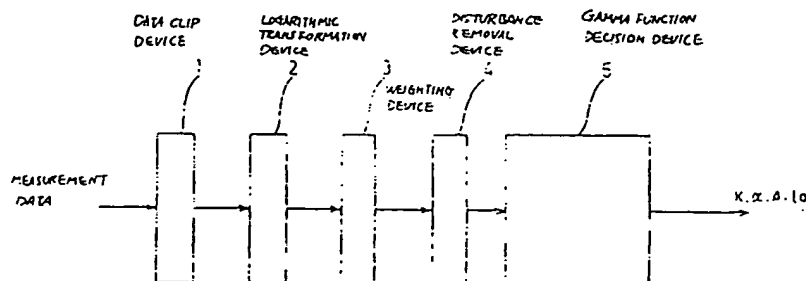 DATA CLIP
DEVICE
1
LOGARITHMIC
TRANSFORMATION
DEVICE
2
3
WEIGHTING
DEVICE
DISTURBANCE
REMOVAL
DEVICE
4
GAMMA FUNCTION
DECISION DEVICE
5
MEASUREMENT
DATA